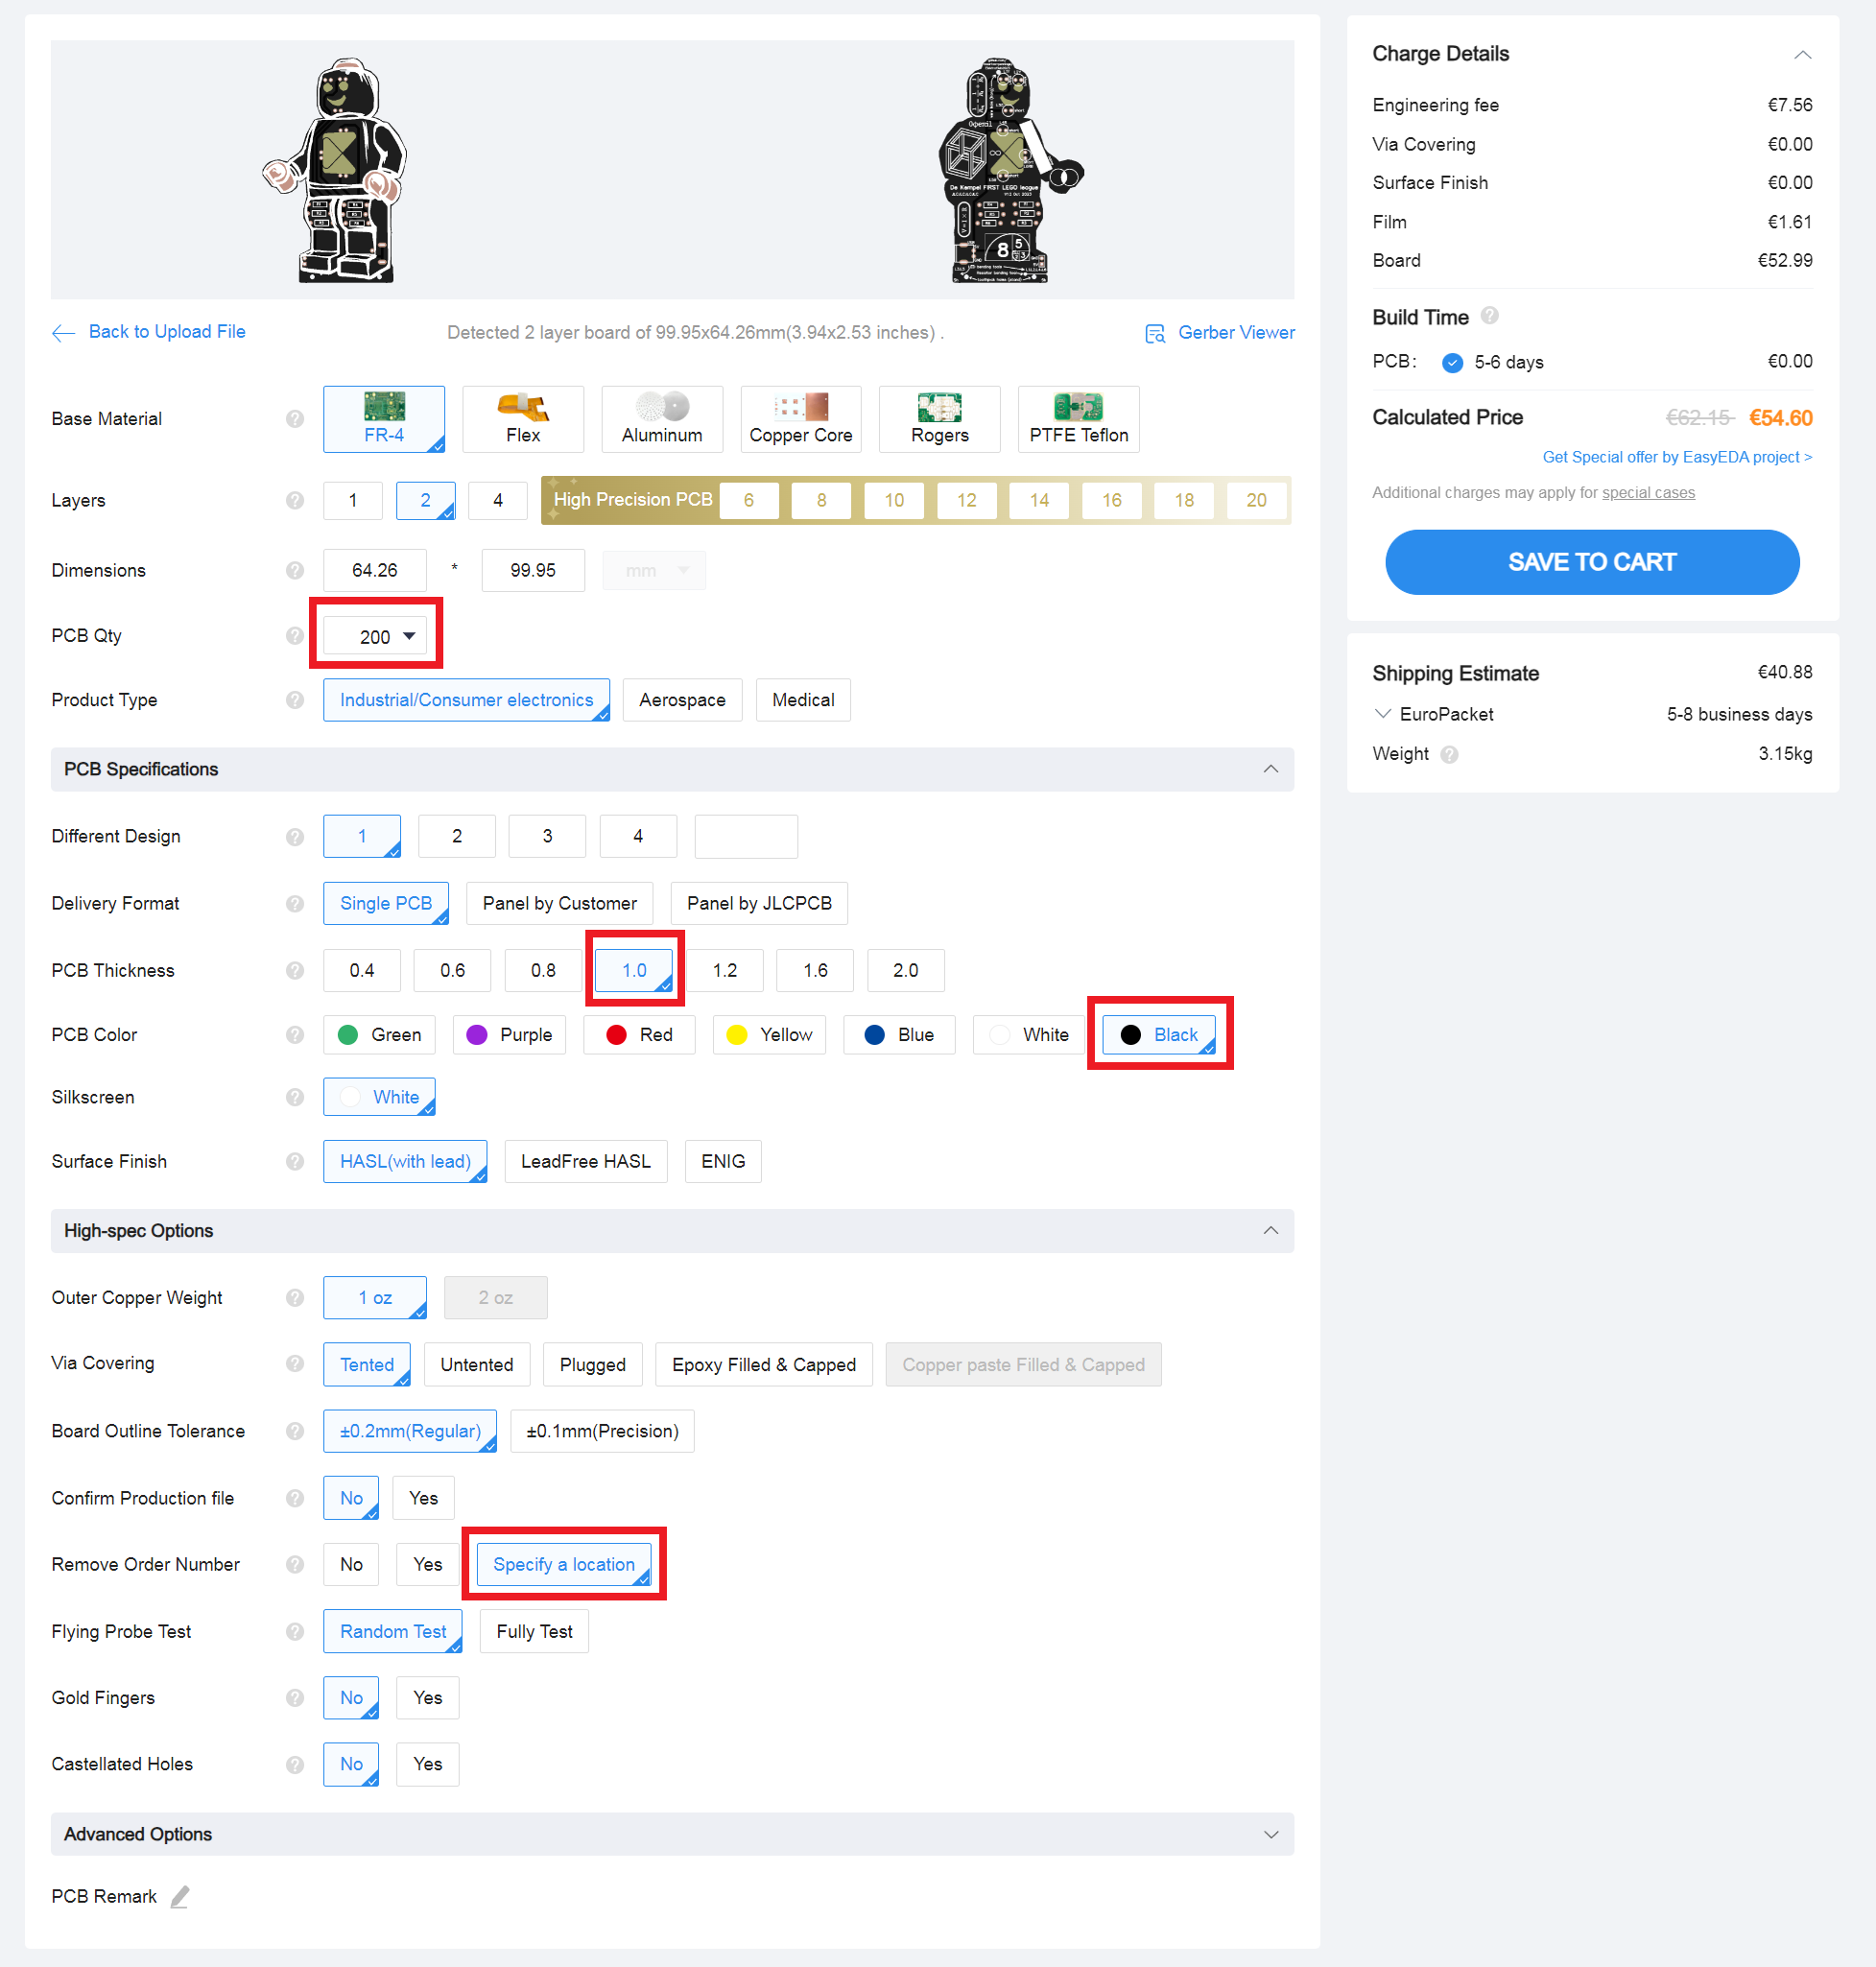 De Kempel FIRST LEGO league
8
5
Back to Upload File
Detected 2 layer board of 99.95x64.26mm(3.94x2.53 inches) .
Gerber Viewer
Base Material ? FR-4 Flex Aluminum Copper Core Rogers PTFE Teflon
Layers ? 1 2 4 High Precision PCB 6 8 10 12 14 16 18 20
Dimensions ? 64.26 * 99.95 mm
PCB Qty ? 200
Product Type ? Industrial/Consumer electronics Aerospace Medical
PCB Specifications
Different Design ? 1 2 3 4
Delivery Format ? Single PCB Panel by Customer Panel by JLCPCB
PCB Thickness ? 0.4 0.6 0.8 1.0 1.2 1.6 2.0
PCB Color ? Green Purple Red Yellow Blue White Black
Silkscreen ? White
Surface Finish ? HASL(with lead) LeadFree HASL ENIG
High-spec Options
Outer Copper Weight ? 1 oz 2 oz
Via Covering ? Tented Untented Plugged Epoxy Filled & Capped Copper paste Filled & Capped
Board Outline Tolerance ? ±0.2mm(Regular) ±0.1mm(Precision)
Confirm Production file ? No Yes
Remove Order Number ? No Yes Specify a location
Flying Probe Test ? Random Test Fully Test
Gold Fingers ? No Yes
Castellated Holes ? No Yes
Advanced Options
PCB Remark
Charge Details
Engineering fee €7.56
Via Covering €0.00
Surface Finish €0.00
Film €1.61
Board €52.99
Build Time ?
PCB: 5-6 days €0.00
Calculated Price €62.15 €54.60
Get Special offer by EasyEDA project >
Additional charges may apply for special cases
SAVE TO CART
Shipping Estimate €40.88
EuroPacket 5-8 business days
Weight ? 3.15kg